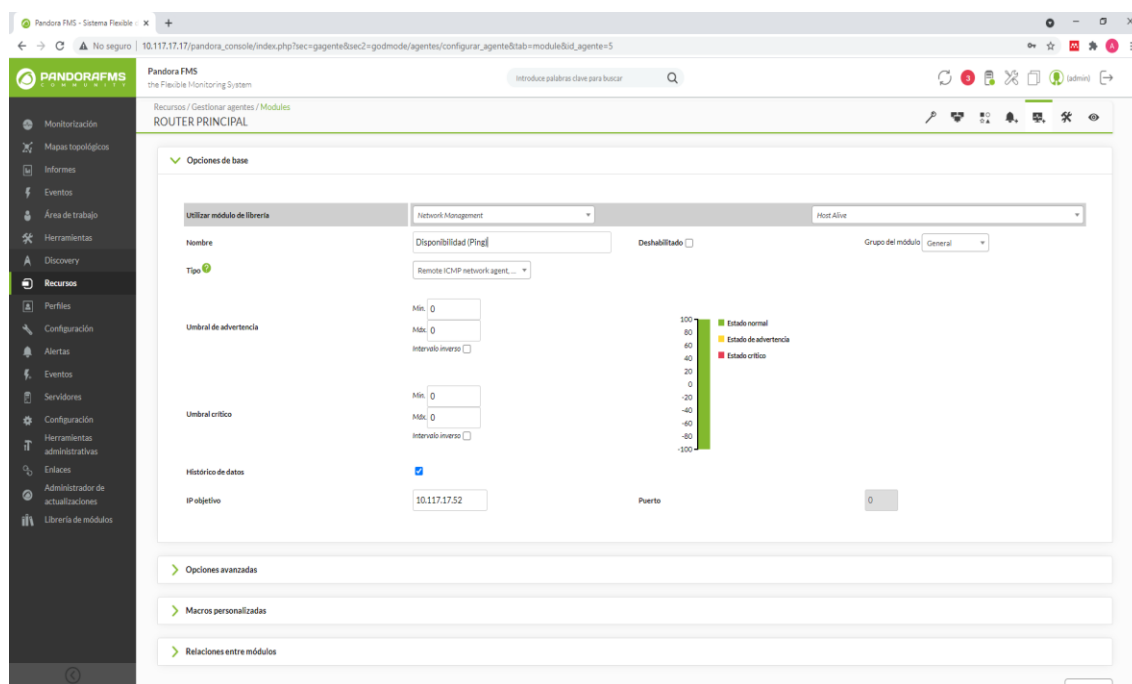 Pandora FMS - Sistema Flexible
No seguro | 10.117.17.17/pandora_console/index.php?sec=gagente&sec2=godmode/agentes/configurar_agente&tab=module&id_agente=5
PANDORAFMS
COMMUNITY
Pandora FMS
the Flexible Monitoring System
Introduce palabras clave para buscar
3
(admin)
Recursos / Gestionar agentes / Modules
ROUTER PRINCIPAL
Monitorización
Mapas topológicos
Informes
Eventos
Área de trabajo
Herramientas
Discovery
Recursos
Perfiles
Configuración
Alertas
Eventos
Servidores
Configuración
Herramientas
administrativas
Enlaces
Administrador de
actualizaciones
Librería de módulos
Opciones de base
Utilizar módulo de librería Network Management Host Alive
Nombre Disponibilidad (Ping) Deshabilitado Grupo del módulo General
Tipo Remote ICMP network agent, ...
Umbral de advertencia
Mín. 0
Máx. 0
Intervalo inverso
100
80
60
40
20
0
-20
-40
-60
-80
-100
Estado normal
Estado de advertencia
Estado crítico
Umbral crítico
Mín. 0
Máx. 0
Intervalo inverso
Histórico de datos
IP objetivo 10.117.17.52 Puerto 0
Opciones avanzadas
Macros personalizadas
Relaciones entre módulos